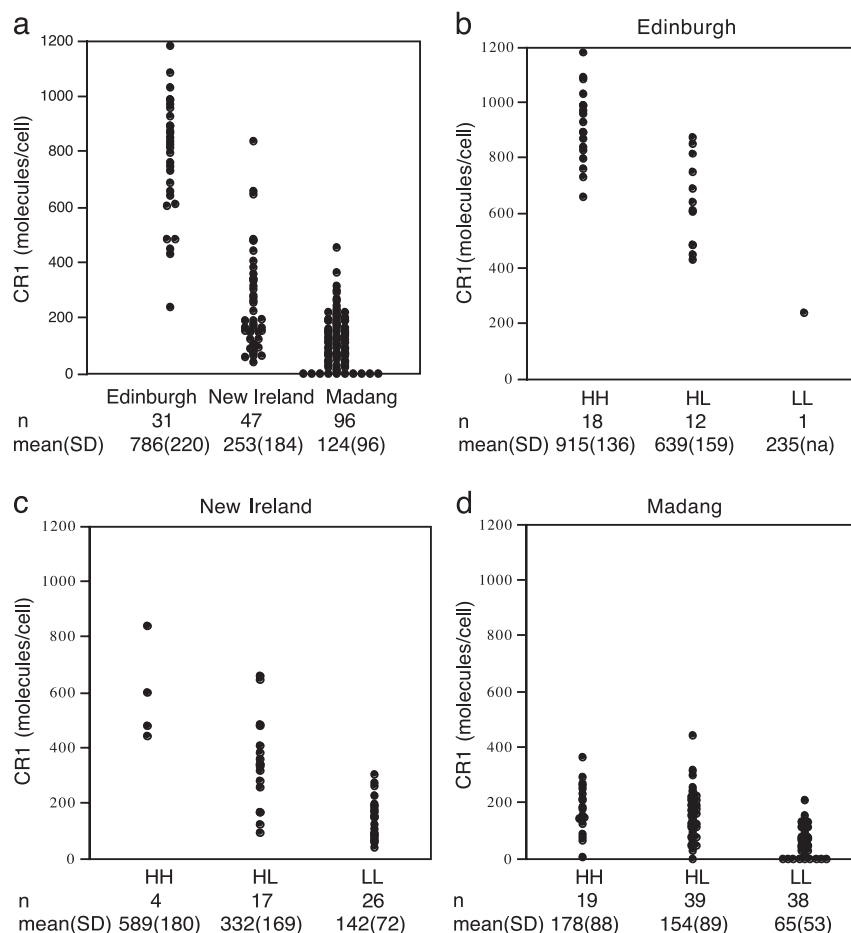 a
CR1 (molecules/cell)
1200
1000
800
600
400
200
0
Edinburgh New Ireland Madang
n 31 47 96
mean(SD) 786(220) 253(184) 124(96)
b
Edinburgh
CR1(molecules/cell)
1200
1000
800
600
400
200
0
HH HL LL
n 18 12 1
mean(SD) 915(136) 639(159) 235(na)
c
New Ireland
CR1 (molecules/cell)
1200
1000
800
600
400
200
0
HH HL LL
n 4 17 26
mean(SD) 589(180) 332(169) 142(72)
d
Madang
CR1 (molecules/cell)
1200
1000
800
600
400
200
0
HH HL LL
n 19 39 38
mean(SD) 178(88) 154(89) 65(53)